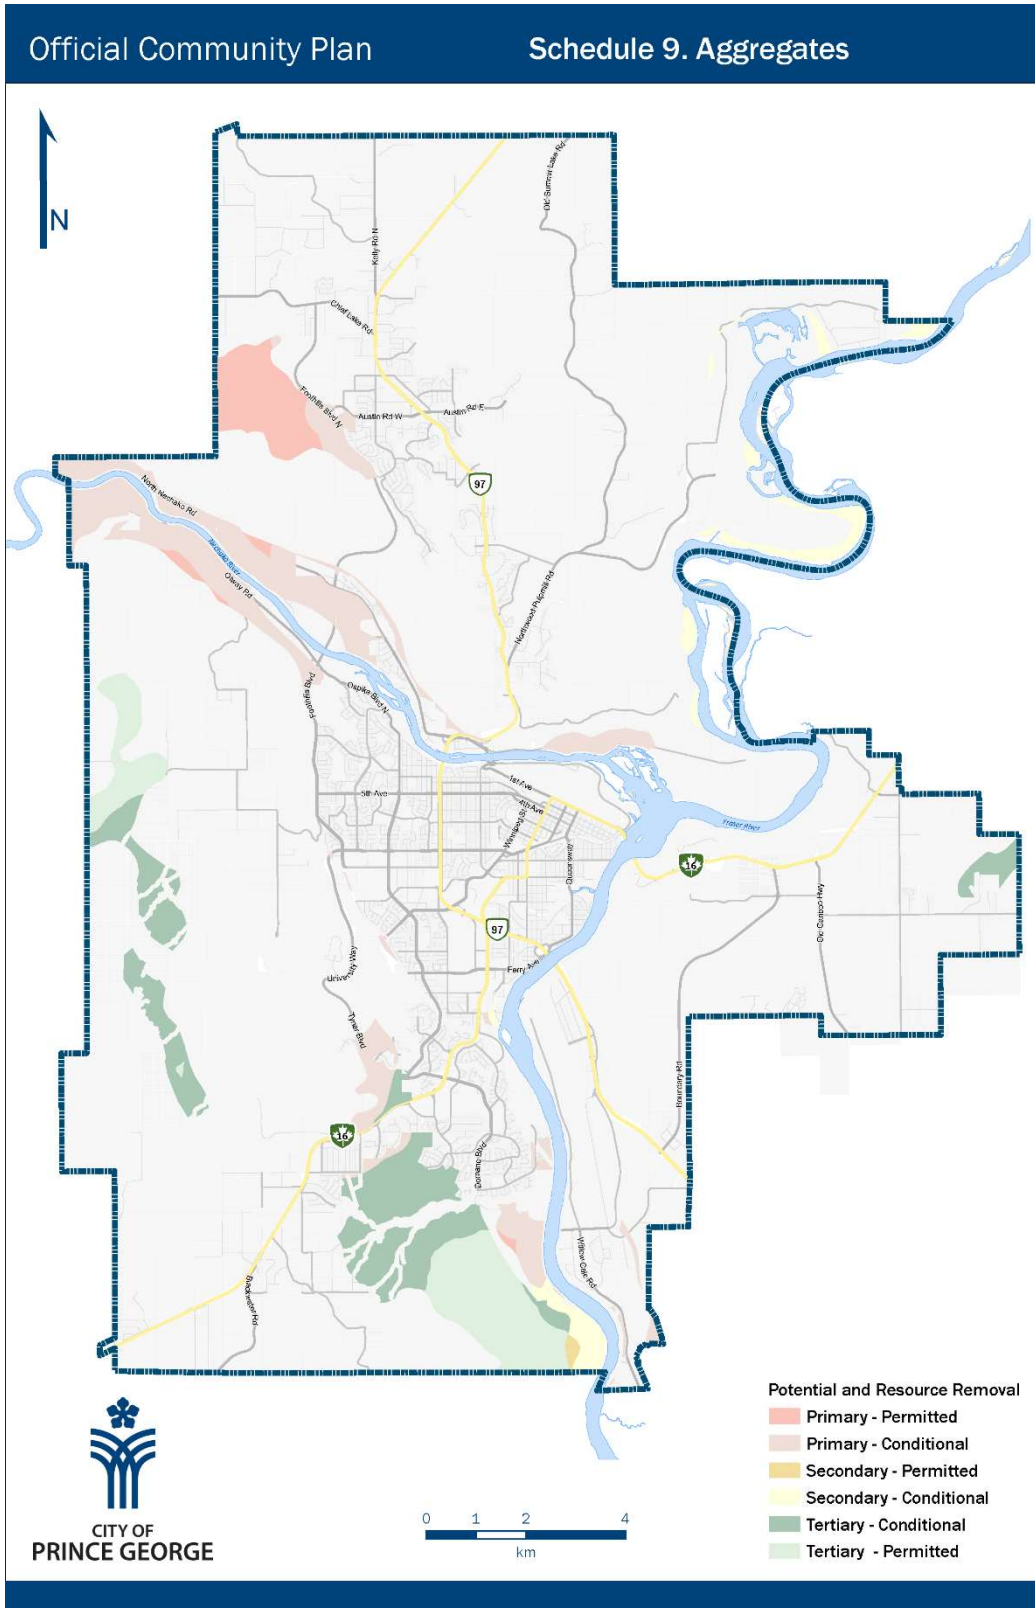 Official Community Plan
Schedule 9. Aggregates
N
Old Summit Lake Rd
Kelly Rd N
Chief Lake Rd
Foothills Blvd N
Austin Rd W
Austin Rd E
97
North Nechako Rd
Nechako River
Otway Rd
Northwood Pulpmill Rd
Foothills Blvd
Ospika Blvd N
1st Ave
5th Ave
4th Ave
Winnipeg St
Queensway
Fraser River
16
Old Cariboo Hwy
97
University Way
Ferry Ave
Tyner Blvd
Boundary Rd
16
Domano Blvd
Willow Cale Rd
Blackwater Rd
Potential and Resource Removal
Primary - Permitted
Primary - Conditional
Secondary - Permitted
Secondary - Conditional
Tertiary - Conditional
Tertiary - Permitted
CITY OF
PRINCE GEORGE
0 1 2 4
km